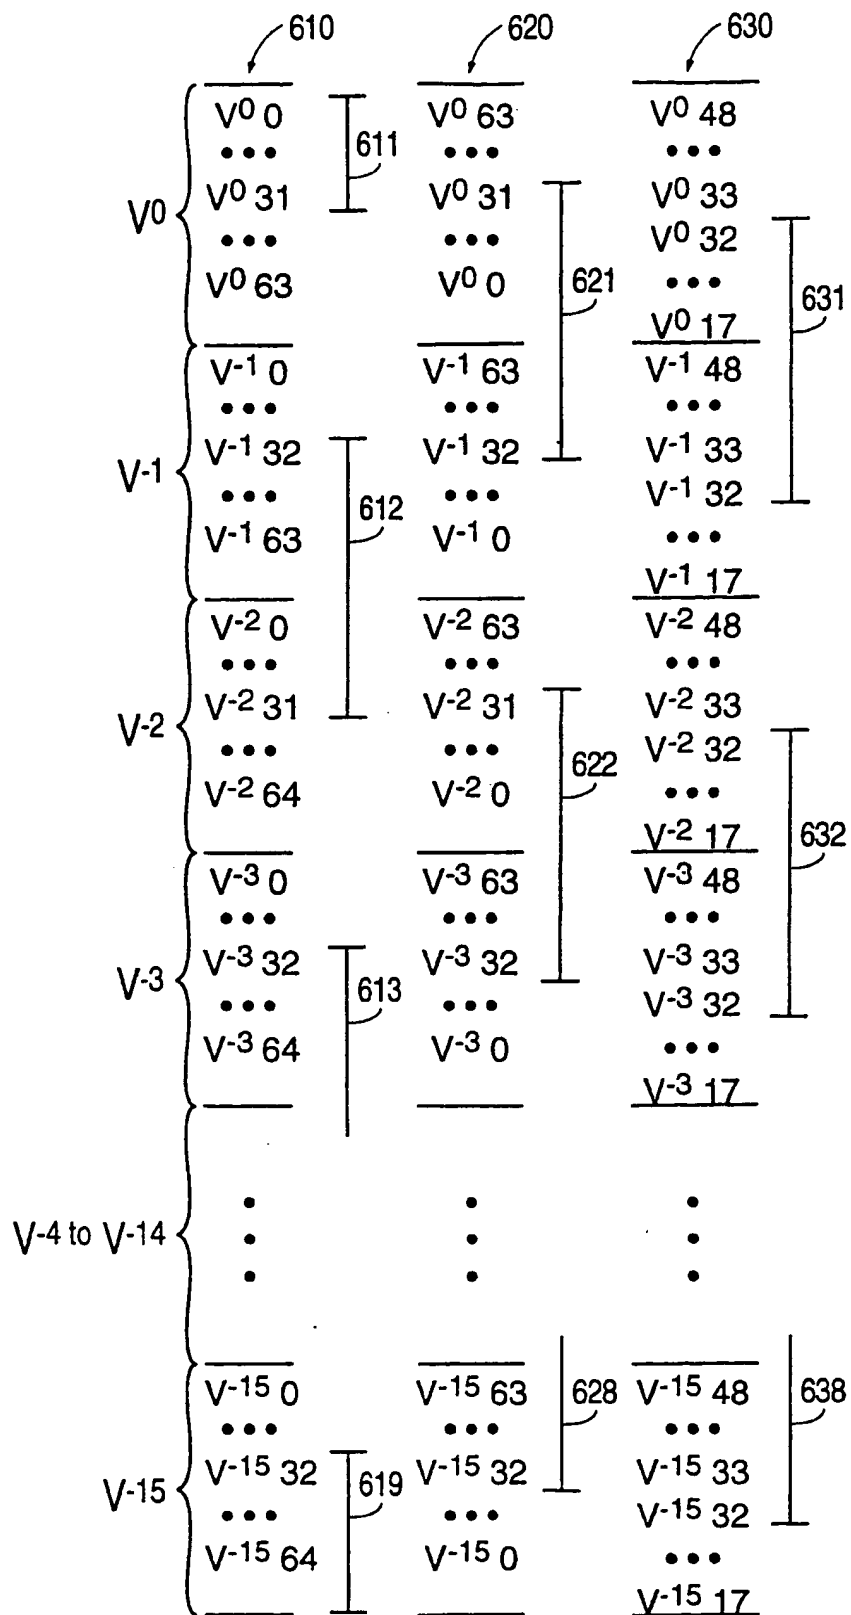 610 620 630
V⁰ 0 V⁰ 63 V⁰ 48
••• ••• •••
611
V⁰ 31 V⁰ 31 V⁰ 33
V⁰
••• ••• V⁰ 32
V⁰ 63 V⁰ 0 •••
621 631
V⁰ 17
V-1 0 V-1 63 V-1 48
••• ••• •••
V-1 32 V-1 32 V-1 33
V-1
••• ••• V-1 32
612
V-1 63 V-1 0 •••
V-1 17
V-2 0 V-2 63 V-2 48
••• ••• •••
V-2 31 V-2 31 V-2 33
V-2
••• ••• V-2 32
622
V-2 64 V-2 0 •••
V-2 17 632
V-3 0 V-3 63 V-3 48
••• ••• •••
V-3 32 V-3 32 V-3 33
V-3
613
••• ••• V-3 32
V-3 64 V-3 0 •••
V-3 17
V-4 to V-14
V-15 0 V-15 63 628 V-15 48 638
••• ••• •••
V-15 32 619 V-15 32 V-15 33
V-15
••• ••• V-15 32
V-15 64 V-15 0 •••
V-15 17